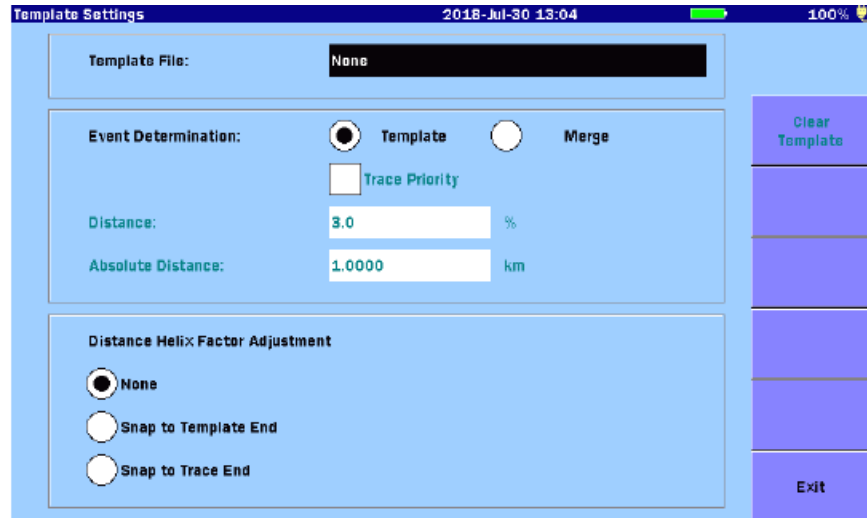 Template Settings 2018-Jul-30 13:04 100%
Template File: None
Event Determination: Template Merge
Clear
Template
Trace Priority
Distance: 3.0 %
Absolute Distance: 1.0000 km
Distance Helix Factor Adjustment
None
Snap to Template End
Snap to Trace End
Exit